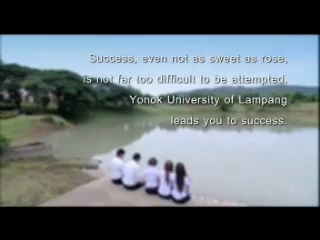 Success, even not as sweet as rose,
is not far too difficult to be attempted.
Yonok University of Lampang
leads you to success.